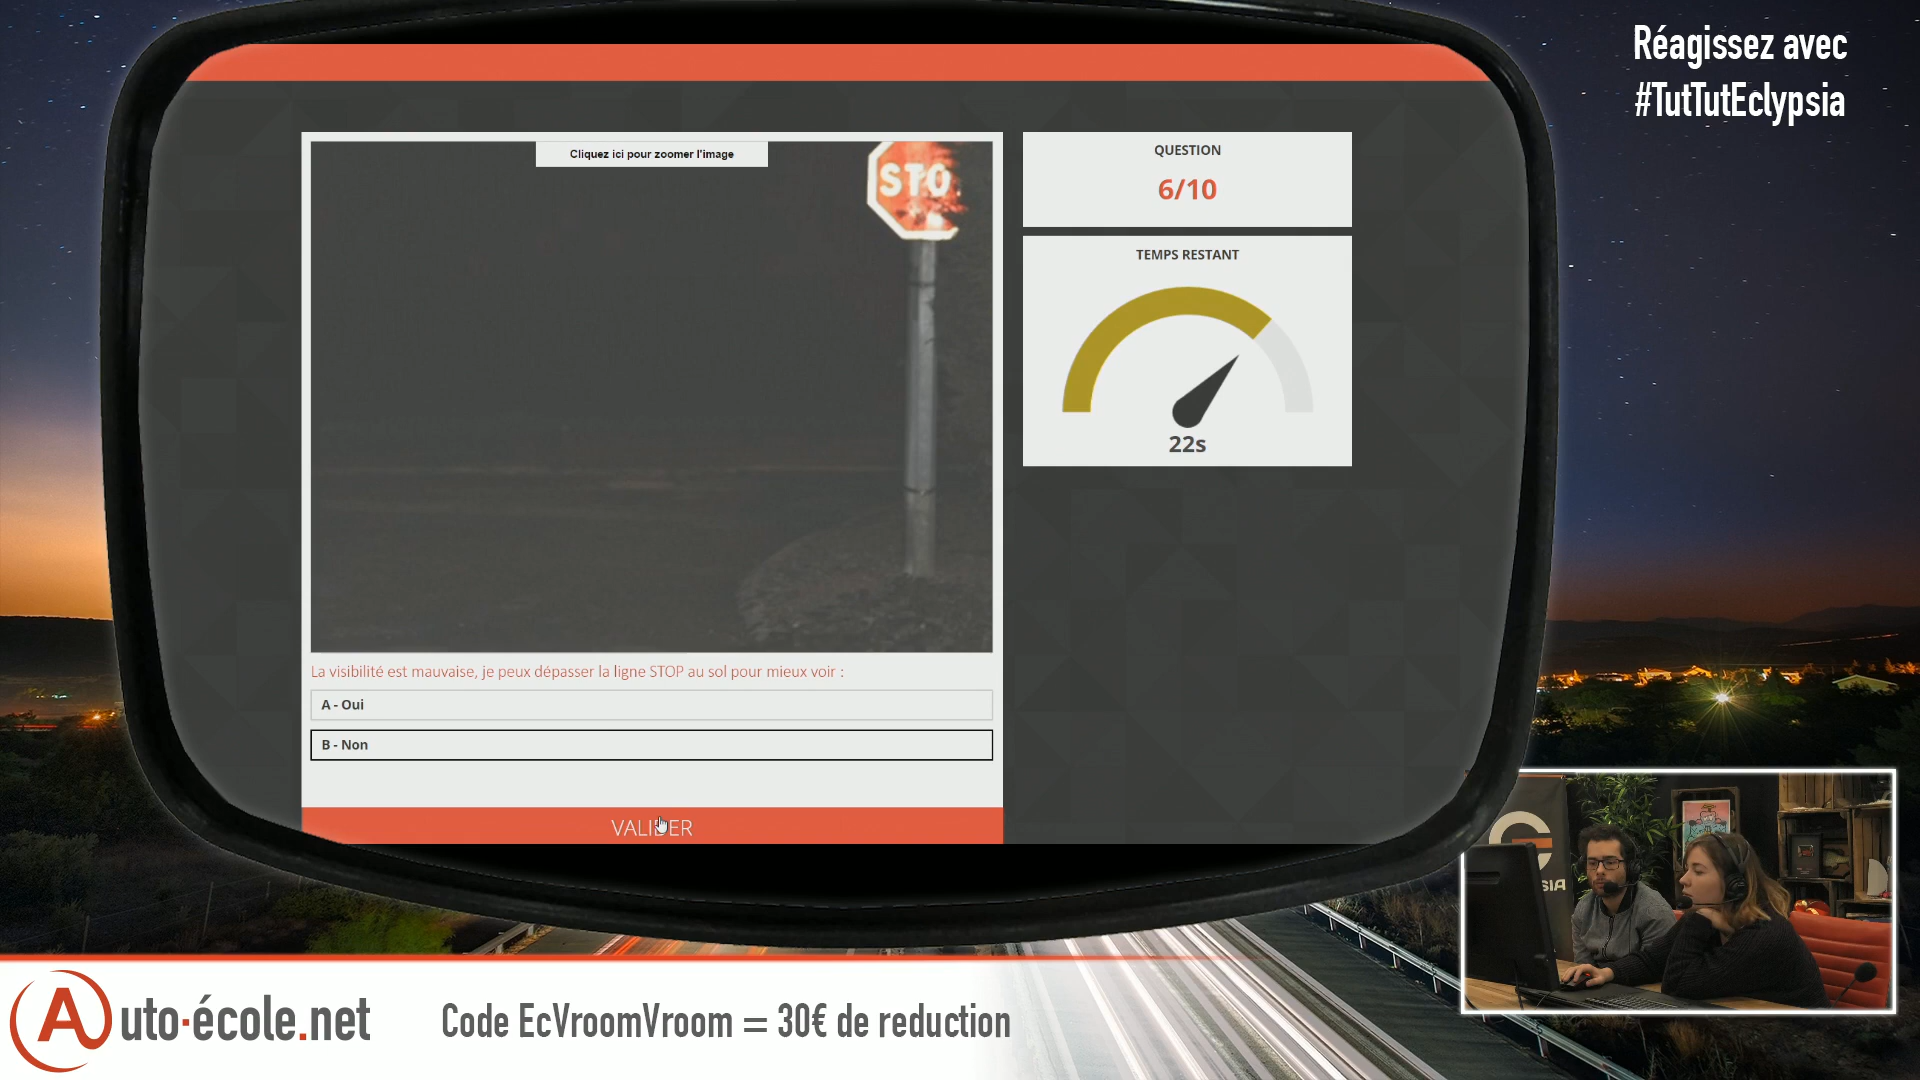 Réagissez avec
#TutTutEclypsia
Cliquez ici pour zoomer l'image
STO
QUESTION
6/10
TEMPS RESTANT
22s
La visibilité est mauvaise, je peux dépasser la ligne STOP au sol pour mieux voir :
A - Oui
B - Non
VALIDER
SIA
Auto-école.net
Code EcVroomVroom = 30€ de reduction